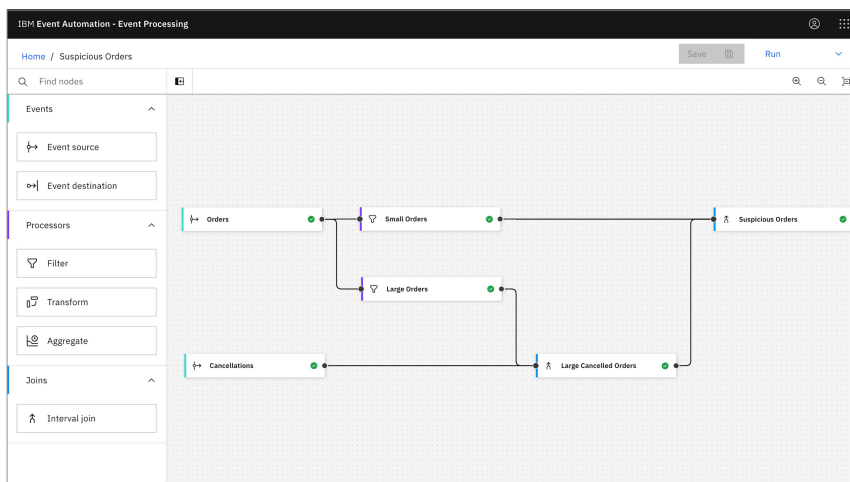 IBM Event Automation - Event Processing
Home / Suspicious Orders
Save
Run
Find nodes
Events
Event source
Event destination
Processors
Filter
Transform
Aggregate
Joins
Interval join
Orders
Small Orders
Suspicious Orders
Large Orders
Cancellations
Large Cancelled Orders